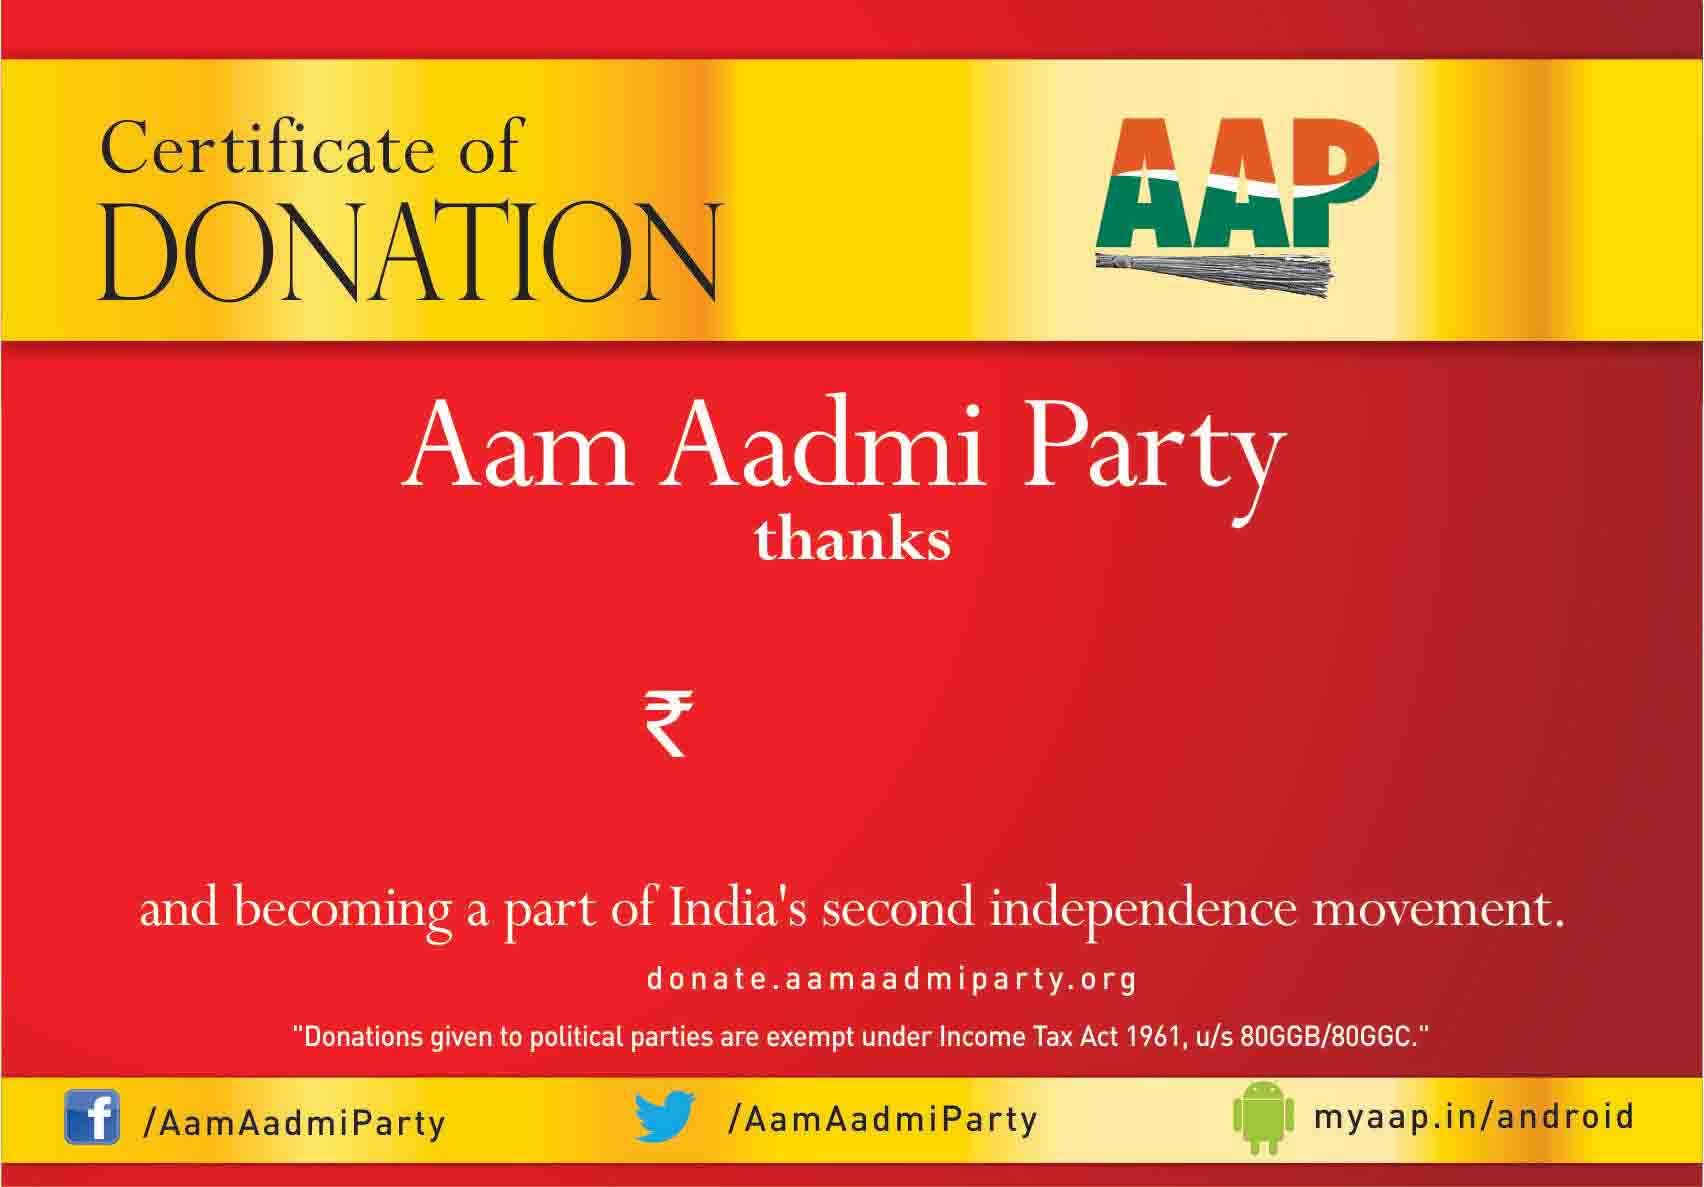 Certificate of
DONATION
AAP
Aam Aadmi Party
thanks
₹
and becoming a part of India's second independence movement.
donate.aamaadmiparty.org
"Donations given to political parties are exempt under Income Tax Act 1961, u/s 80GGB/80GGC."
f /AamAadmiParty /AamAadmiParty myaap.in/android